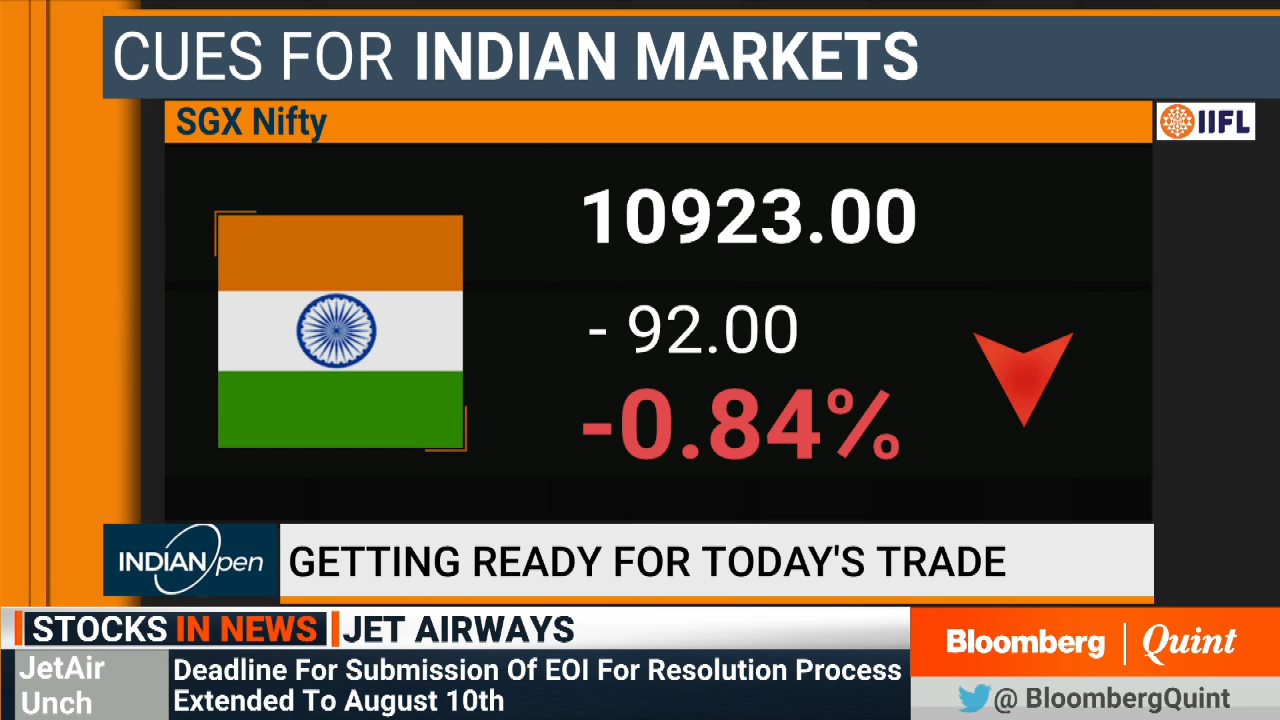 CUES FOR INDIAN MARKETS
SGX Nifty
IIFL
10923.00
- 92.00
-0.84%
INDIAN Open
GETTING READY FOR TODAY'S TRADE
STOCKS IN NEWS JET AIRWAYS
JetAir
Unch
Deadline For Submission Of EOI For Resolution Process
Extended To August 10th
Bloomberg | Quint
@ BloombergQuint